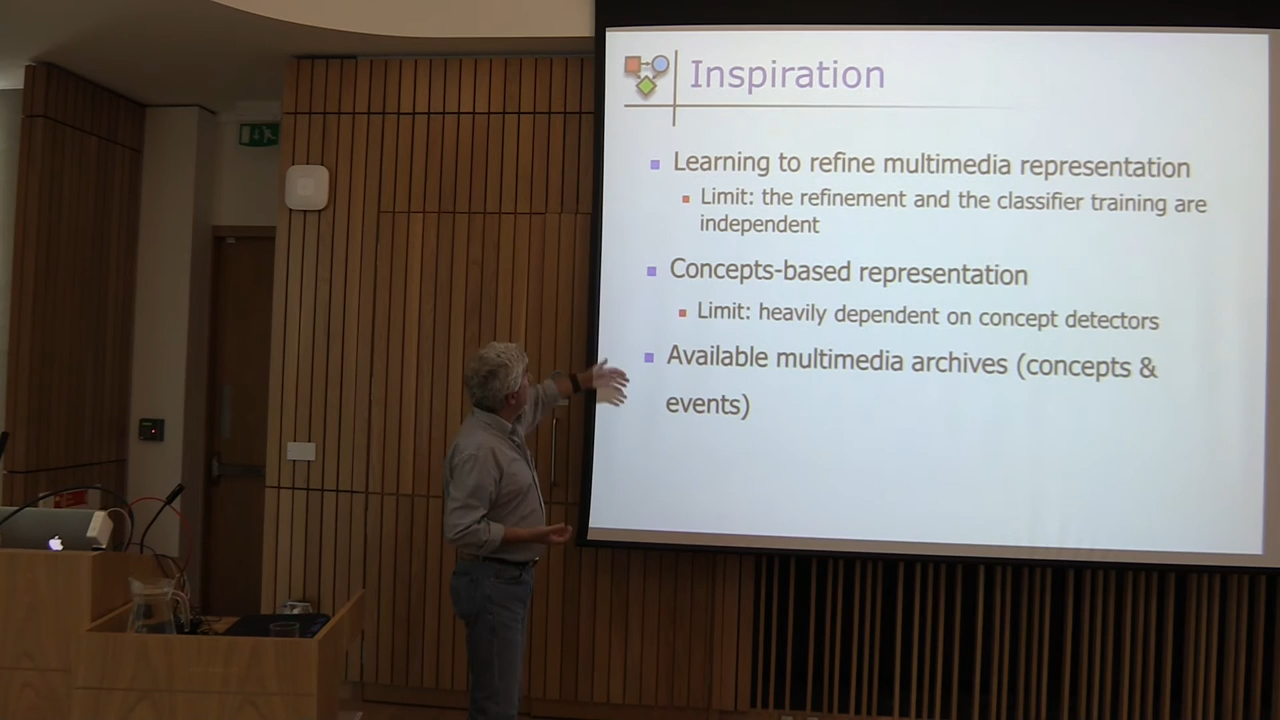 Inspiration
Learning to refine multimedia representation
Limit: the refinement and the classifier training are
independent
Concepts-based representation
Limit: heavily dependent on concept detectors
Available multimedia archives (concepts &
events)